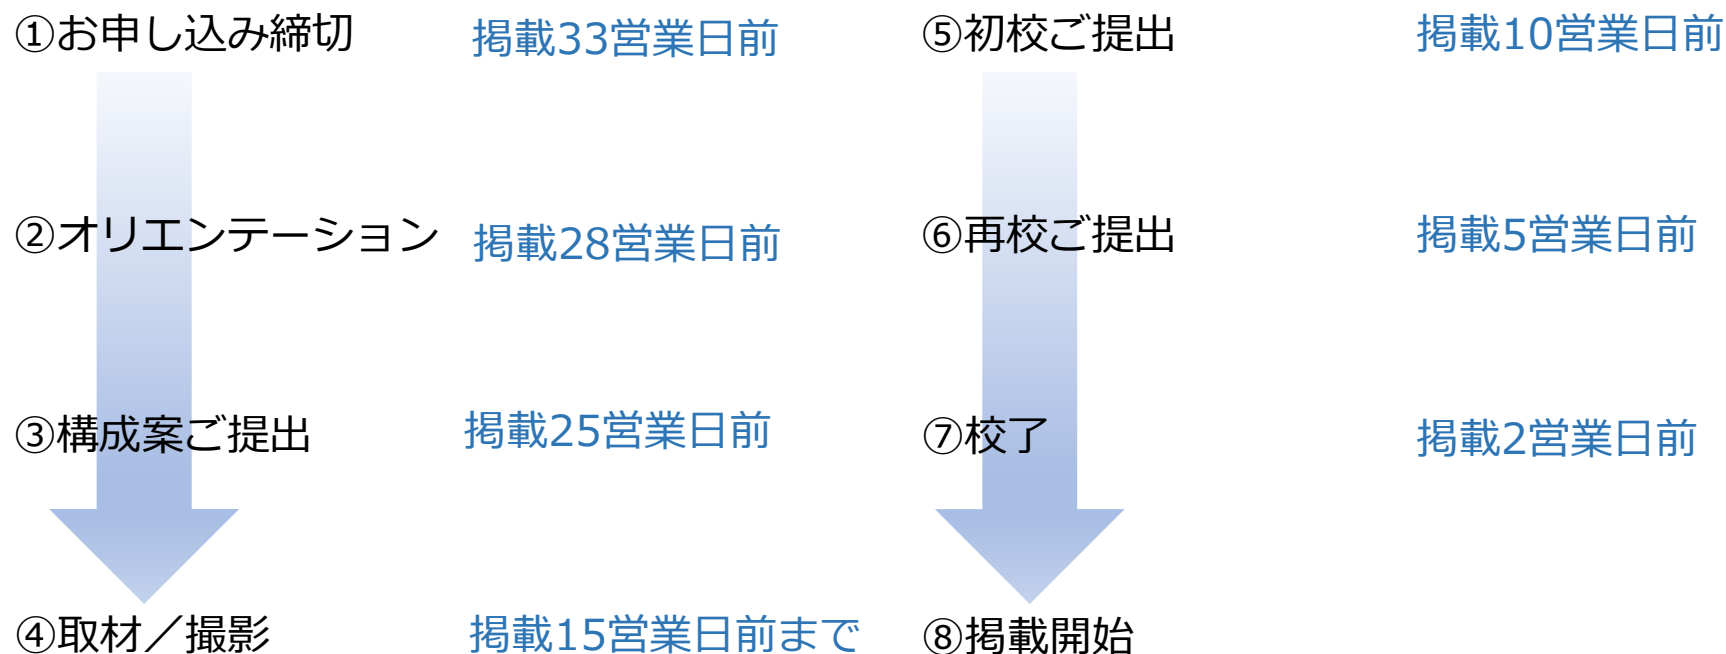 ①お申し込み締切 掲載33営業日前
②オリエンテーション 掲載28営業日前
③構成案ご提出 掲載25営業日前
④取材／撮影 掲載15営業日前まで
⑤初校ご提出 掲載10営業日前
⑥再校ご提出 掲載5営業日前
⑦校了 掲載2営業日前
⑧掲載開始